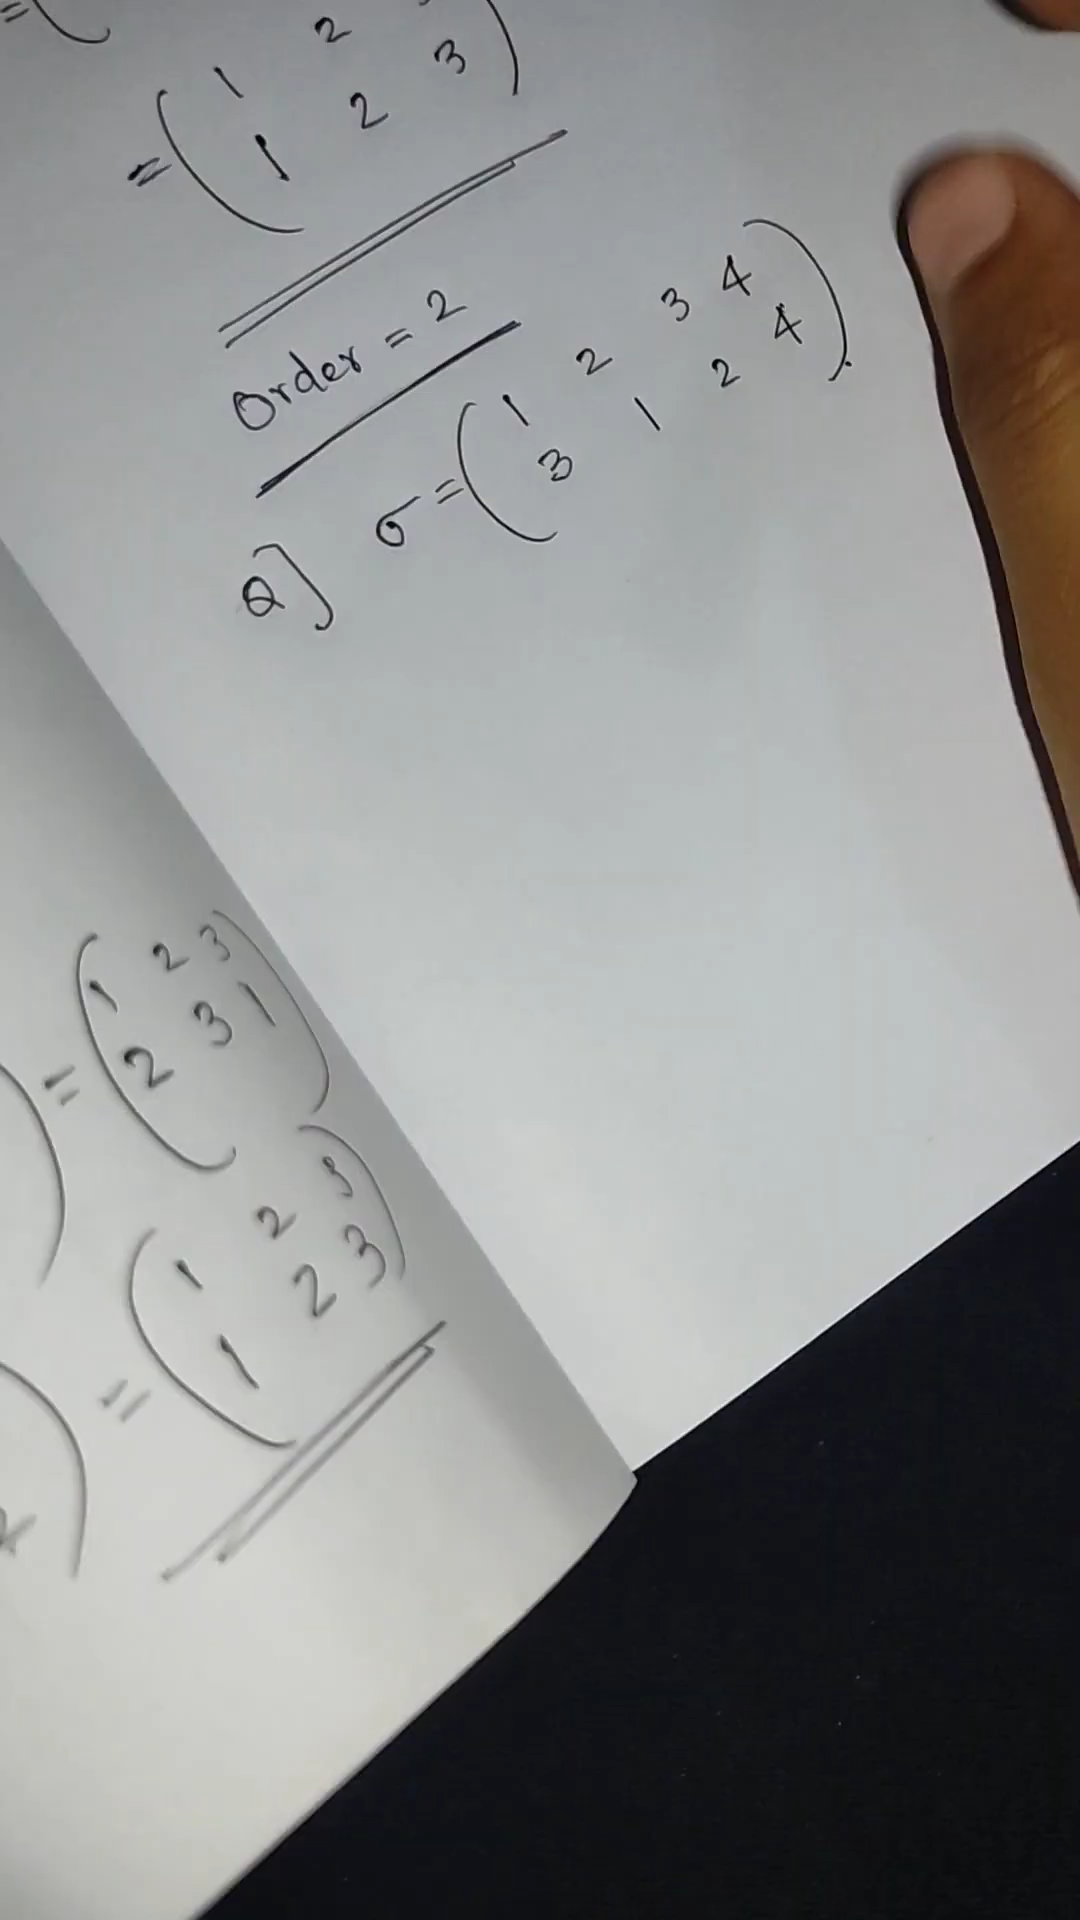 = (
1 2
= ( 1 2 3 )
Order = 2
Q] σ = ( 1 2 3 4 )
3 1 2 4 .
) = ( 1 2 3 )
2 3 1
) = ( 1 2 3 )
1 2 3